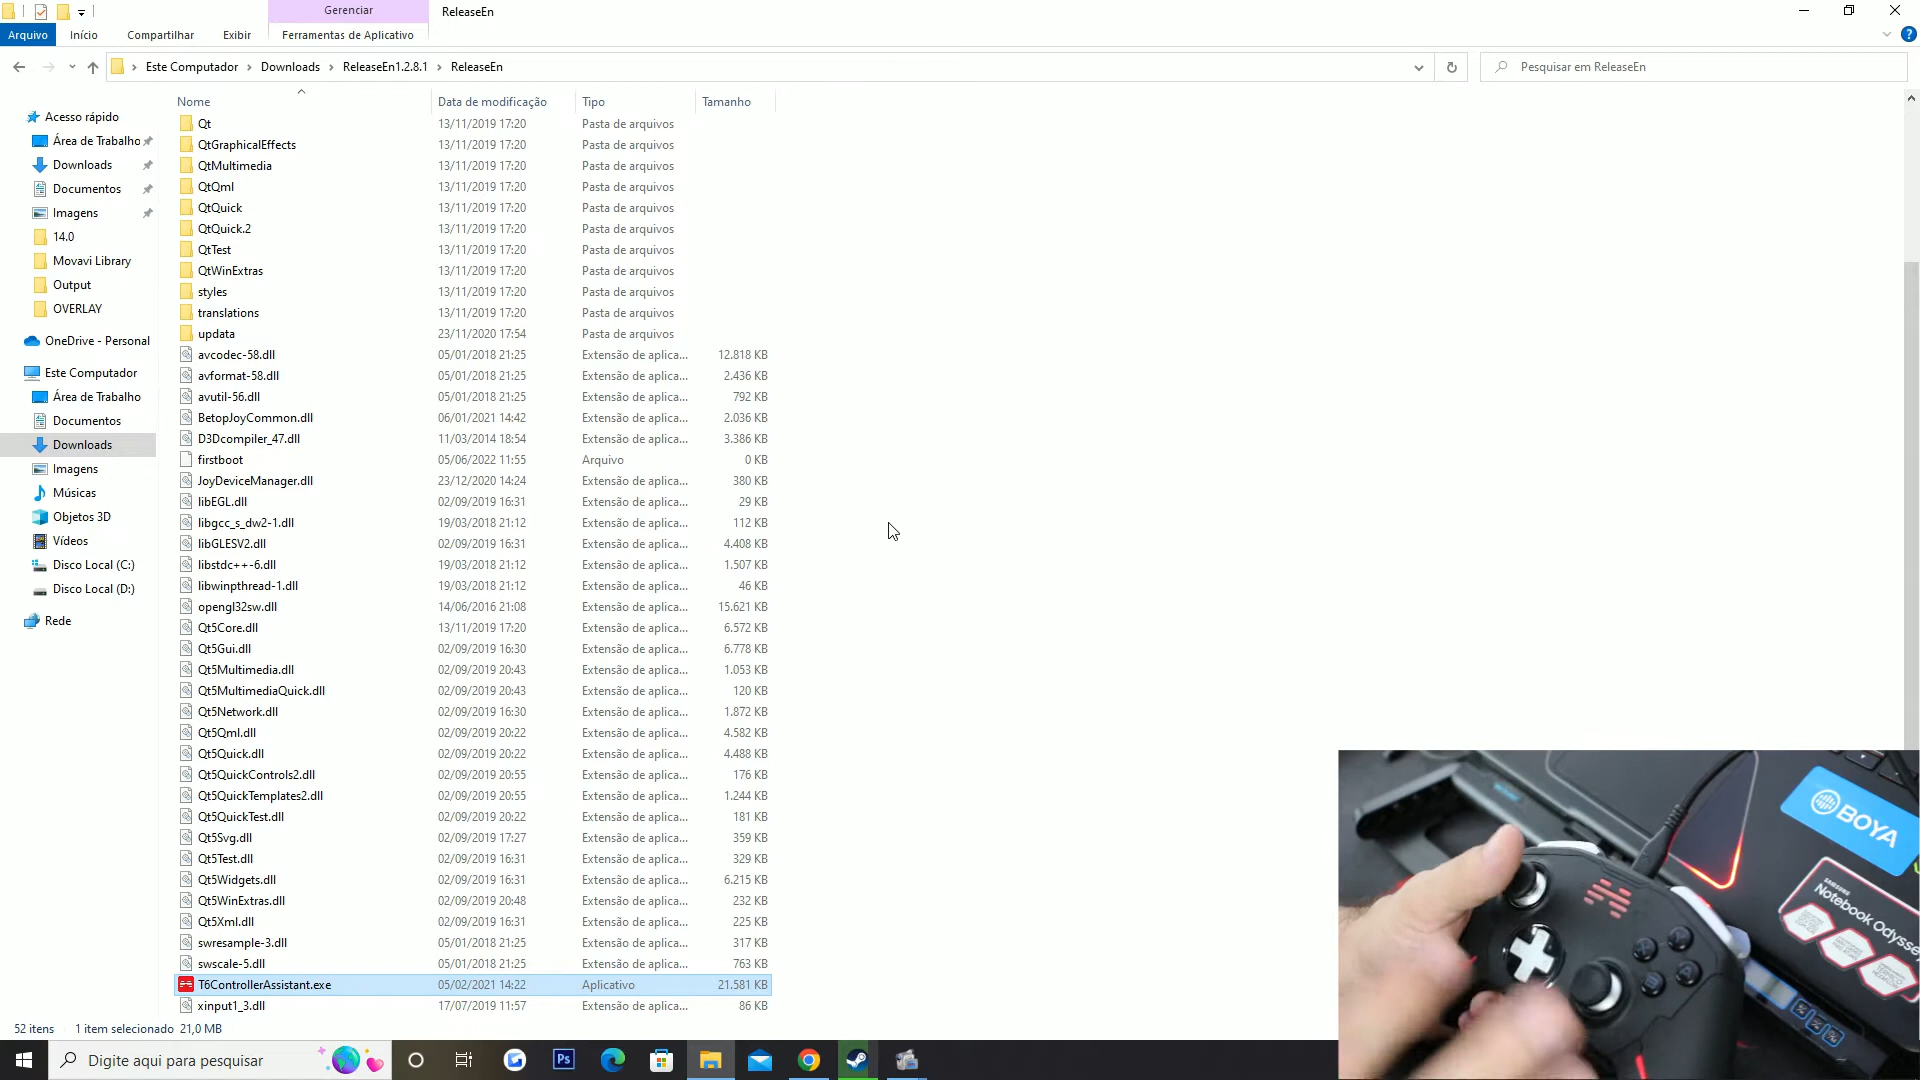 Gerenciar
ReleaseEn
Arquivo
Início
Compartilhar
Exibir
Ferramentas de Aplicativo
Este Computador
Downloads
ReleaseEn1.2.8.1
ReleaseEn
Pesquisar em ReleaseEn
Nome Data de modificação Tipo Tamanho
Qt 13/11/2019 17:20 Pasta de arquivos
QtGraphicalEffects 13/11/2019 17:20 Pasta de arquivos
QtMultimedia 13/11/2019 17:20 Pasta de arquivos
QtQml 13/11/2019 17:20 Pasta de arquivos
QtQuick 13/11/2019 17:20 Pasta de arquivos
QtQuick.2 13/11/2019 17:20 Pasta de arquivos
QtTest 13/11/2019 17:20 Pasta de arquivos
QtWinExtras 13/11/2019 17:20 Pasta de arquivos
styles 13/11/2019 17:20 Pasta de arquivos
translations 13/11/2019 17:20 Pasta de arquivos
updata 23/11/2020 17:54 Pasta de arquivos
avcodec-58.dll 05/01/2018 21:25 Extensão de aplica... 12.818 KB
avformat-58.dll 05/01/2018 21:25 Extensão de aplica... 2.436 KB
avutil-56.dll 05/01/2018 21:25 Extensão de aplica... 792 KB
BetopJoyCommon.dll 06/01/2021 14:42 Extensão de aplica... 2.036 KB
D3Dcompiler_47.dll 11/03/2014 18:54 Extensão de aplica... 3.386 KB
firstboot 05/06/2022 11:55 Arquivo 0 KB
JoyDeviceManager.dll 23/12/2020 14:24 Extensão de aplica... 380 KB
libEGL.dll 02/09/2019 16:31 Extensão de aplica... 29 KB
libgcc_s_dw2-1.dll 19/03/2018 21:12 Extensão de aplica... 112 KB
libGLESV2.dll 02/09/2019 16:31 Extensão de aplica... 4.408 KB
libstdc++-6.dll 19/03/2018 21:12 Extensão de aplica... 1.507 KB
libwinpthread-1.dll 19/03/2018 21:12 Extensão de aplica... 46 KB
opengl32sw.dll 14/06/2016 21:08 Extensão de aplica... 15.621 KB
Qt5Core.dll 13/11/2019 17:20 Extensão de aplica... 6.572 KB
Qt5Gui.dll 02/09/2019 16:30 Extensão de aplica... 6.778 KB
Qt5Multimedia.dll 02/09/2019 20:43 Extensão de aplica... 1.053 KB
Qt5MultimediaQuick.dll 02/09/2019 20:43 Extensão de aplica... 120 KB
Qt5Network.dll 02/09/2019 16:30 Extensão de aplica... 1.872 KB
Qt5Qml.dll 02/09/2019 20:22 Extensão de aplica... 4.582 KB
Qt5Quick.dll 02/09/2019 20:22 Extensão de aplica... 4.488 KB
Qt5QuickControls2.dll 02/09/2019 20:55 Extensão de aplica... 176 KB
Qt5QuickTemplates2.dll 02/09/2019 20:55 Extensão de aplica... 1.244 KB
Qt5QuickTest.dll 02/09/2019 20:22 Extensão de aplica... 181 KB
Qt5Svg.dll 02/09/2019 17:27 Extensão de aplica... 359 KB
Qt5Test.dll 02/09/2019 16:31 Extensão de aplica... 329 KB
Qt5Widgets.dll 02/09/2019 16:31 Extensão de aplica... 6.215 KB
Qt5WinExtras.dll 02/09/2019 20:48 Extensão de aplica... 232 KB
Qt5Xml.dll 02/09/2019 16:31 Extensão de aplica... 225 KB
swresample-3.dll 05/01/2018 21:25 Extensão de aplica... 317 KB
swscale-5.dll 05/01/2018 21:25 Extensão de aplica... 763 KB
T6ControllerAssistant.exe 05/02/2021 14:22 Aplicativo 21.581 KB
xinput1_3.dll 17/07/2019 11:57 Extensão de aplica... 86 KB
Acesso rápido
Área de Trabalho
Downloads
Documentos
Imagens
14.0
Movavi Library
Output
OVERLAY
OneDrive - Personal
Este Computador
Área de Trabalho
Documentos
Downloads
Imagens
Músicas
Objetos 3D
Vídeos
Disco Local (C:)
Disco Local (D:)
Rede
52 itens
1 item selecionado 21,0 MB
Digite aqui para pesquisar
Ps
BOYA
SAMSUNG
Notebook Odysse
X
Y
B
A